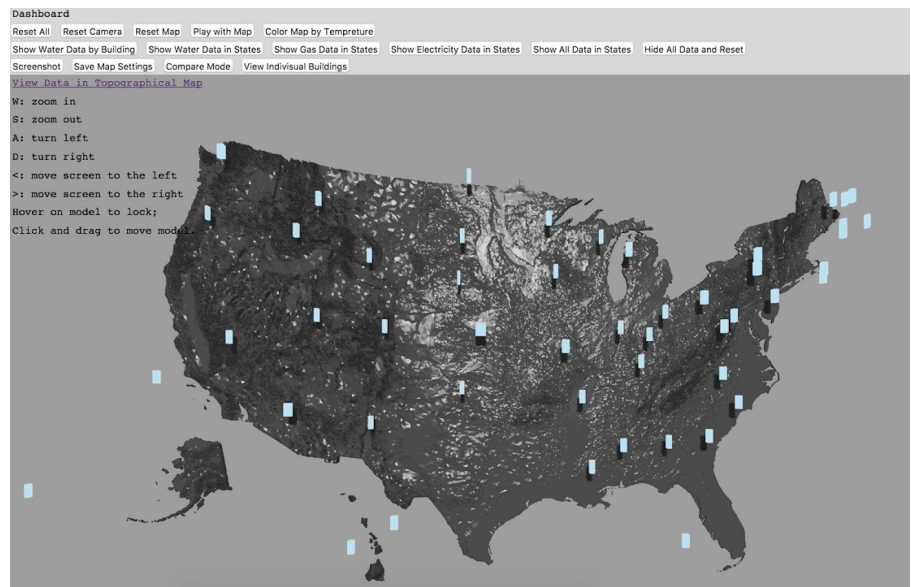 Dashboard
Reset All Reset Camera Reset Map Play with Map Color Map by Tempreture
Show Water Data by Building Show Water Data in States Show Gas Data in States Show Electricity Data in States Show All Data in States Hide All Data and Reset
Screenshot Save Map Settings Compare Mode View Indivisual Buildings
View Data in Topographical Map
W: zoom in
S: zoom out
A: turn left
D: turn right
<: move screen to the left
>: move screen to the right
Hover on model to lock;
Click and drag to move model.